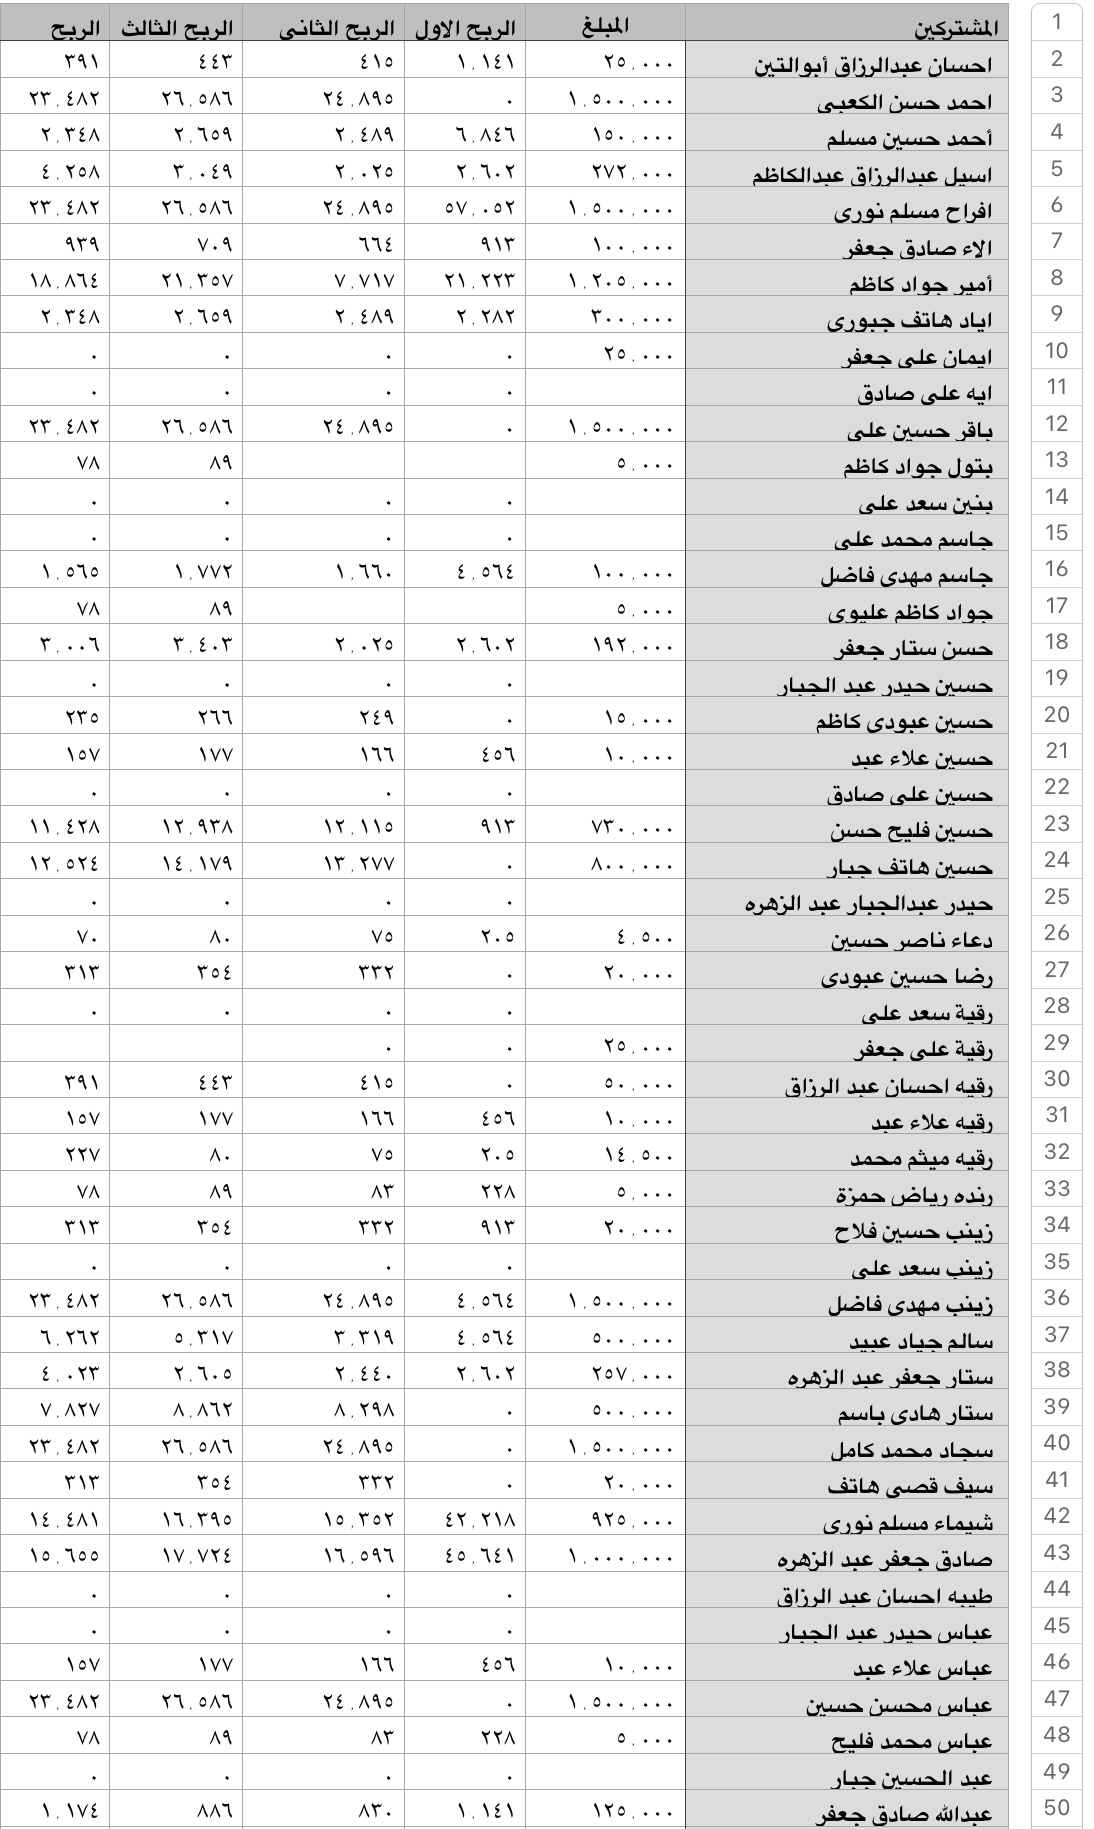 1 المشتركين المبلغ الربح الاول الربح الثاني الربح الثالث الربح
2 احسان عبدالرزاق أبوالتين ٢٥,٠٠٠ ١,١٤١ ٤١٥ ٤٤٣ ٣٩١
3 احمد حسن الكعبي ١,٥٠٠,٠٠٠ ٠ ٢٤,٨٩٥ ٢٦,٥٨٦ ٢٣,٤٨٢
4 أحمد حسين مسلم ١٥٠,٠٠٠ ٦,٨٤٦ ٢,٤٨٩ ٢,٦٥٩ ٢,٣٤٨
5 اسيل عبدالرزاق عبدالكاظم ٢٧٢,٠٠٠ ٢,٦٠٢ ٢,٠٢٥ ٣,٠٤٩ ٤,٢٥٨
6 افراح مسلم نوري ١,٥٠٠,٠٠٠ ٥٧,٠٥٢ ٢٤,٨٩٥ ٢٦,٥٨٦ ٢٣,٤٨٢
7 الاء صادق جعفر ١٠٠,٠٠٠ ٩١٣ ٦٦٤ ٧٠٩ ٩٣٩
8 أمير جواد كاظم ١,٢٠٥,٠٠٠ ٢١,٢٢٣ ٧,٧١٧ ٢١,٣٥٧ ١٨,٨٦٤
9 اياد هاتف جبوري ٣٠٠,٠٠٠ ٢,٢٨٢ ٢,٤٨٩ ٢,٦٥٩ ٢,٣٤٨
10 ايمان علي جعفر ٢٥,٠٠٠ ٠ ٠ ٠ ٠
11 ايه علي صادق ٠ ٠ ٠ ٠
12 باقر حسين علي ١,٥٠٠,٠٠٠ ٠ ٢٤,٨٩٥ ٢٦,٥٨٦ ٢٣,٤٨٢
13 بتول جواد كاظم ٥,٠٠٠ ٨٩ ٧٨
14 بنين سعد علي ٠ ٠ ٠ ٠
15 جاسم محمد علي ٠ ٠ ٠ ٠
16 جاسم مهدي فاضل ١٠٠,٠٠٠ ٤,٥٦٤ ١,٦٦٠ ١,٧٧٢ ١,٥٦٥
17 جواد كاظم عليوي ٥,٠٠٠ ٨٩ ٧٨
18 حسن ستار جعفر ١٩٢,٠٠٠ ٢,٦٠٢ ٢,٠٢٥ ٣,٤٠٣ ٣,٠٠٦
19 حسين حيدر عبد الجبار ٠ ٠ ٠ ٠
20 حسين عبودي كاظم ١٥,٠٠٠ ٠ ٢٤٩ ٢٦٦ ٢٣٥
21 حسين علاء عبد ١٠,٠٠٠ ٤٥٦ ١٦٦ ١٧٧ ١٥٧
22 حسين علي صادق ٠ ٠ ٠ ٠
23 حسين فليح حسن ٧٣٠,٠٠٠ ٩١٣ ١٢,١١٥ ١٢,٩٣٨ ١١,٤٢٨
24 حسين هاتف جبار ٨٠٠,٠٠٠ ٠ ١٣,٢٧٧ ١٤,١٧٩ ١٢,٥٢٤
25 حيدر عبدالجبار عبد الزهره ٠ ٠ ٠ ٠
26 دعاء ناصر حسين ٤,٥٠٠ ٢٠٥ ٧٥ ٨٠ ٧٠
27 رضا حسين عبودي ٢٠,٠٠٠ ٠ ٣٣٢ ٣٥٤ ٣١٣
28 رقية سعد علي ٠ ٠ ٠ ٠
29 رقية علي جعفر ٢٥,٠٠٠ ٠ ٠
30 رقيه احسان عبد الرزاق ٥٠,٠٠٠ ٠ ٤١٥ ٤٤٣ ٣٩١
31 رقيه علاء عبد ١٠,٠٠٠ ٤٥٦ ١٦٦ ١٧٧ ١٥٧
32 رقيه ميثم محمد ١٤,٥٠٠ ٢٠٥ ٧٥ ٨٠ ٢٢٧
33 رنده رياض حمزة ٥,٠٠٠ ٢٢٨ ٨٣ ٨٩ ٧٨
34 زينب حسين فلاح ٢٠,٠٠٠ ٩١٣ ٣٣٢ ٣٥٤ ٣١٣
35 زينب سعد علي ٠ ٠ ٠ ٠
36 زينب مهدي فاضل ١,٥٠٠,٠٠٠ ٤,٥٦٤ ٢٤,٨٩٥ ٢٦,٥٨٦ ٢٣,٤٨٢
37 سالم جياد عبيد ٥٠٠,٠٠٠ ٤,٥٦٤ ٣,٣١٩ ٥,٣١٧ ٦,٢٦٢
38 ستار جعفر عبد الزهره ٢٥٧,٠٠٠ ٢,٦٠٢ ٢,٤٤٠ ٢,٦٠٥ ٤,٠٢٣
39 ستار هادي باسم ٥٠٠,٠٠٠ ٠ ٨,٢٩٨ ٨,٨٦٢ ٧,٨٢٧
40 سجاد محمد كامل ١,٥٠٠,٠٠٠ ٠ ٢٤,٨٩٥ ٢٦,٥٨٦ ٢٣,٤٨٢
41 سيف قصي هاتف ٢٠,٠٠٠ ٠ ٣٣٢ ٣٥٤ ٣١٣
42 شيماء مسلم نوري ٩٢٥,٠٠٠ ٤٢,٢١٨ ١٥,٣٥٢ ١٦,٣٩٥ ١٤,٤٨١
43 صادق جعفر عبد الزهره ١,٠٠٠,٠٠٠ ٤٥,٦٤١ ١٦,٥٩٦ ١٧,٧٢٤ ١٥,٦٥٥
44 طيبه احسان عبد الرزاق ٠ ٠ ٠ ٠
45 عباس حيدر عبد الجبار ٠ ٠ ٠ ٠
46 عباس علاء عبد ١٠,٠٠٠ ٤٥٦ ١٦٦ ١٧٧ ١٥٧
47 عباس محسن حسين ١,٥٠٠,٠٠٠ ٠ ٢٤,٨٩٥ ٢٦,٥٨٦ ٢٣,٤٨٢
48 عباس محمد فليح ٥,٠٠٠ ٢٢٨ ٨٣ ٨٩ ٧٨
49 عبد الحسين جبار ٠ ٠ ٠ ٠
50 عبدالله صادق جعفر ١٢٥,٠٠٠ ١,١٤١ ٨٣٠ ٨٨٦ ١,١٧٤